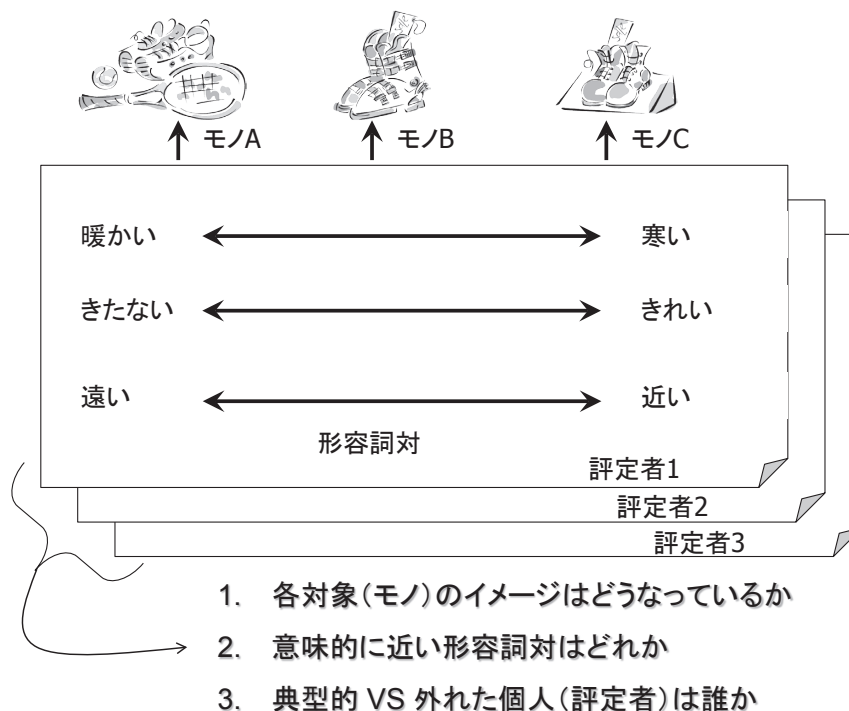 モノA
モノB
モノC
暖かい 寒い
きたない きれい
遠い 近い
形容詞対
評定者1
評定者2
評定者3
1. 各対象(モノ)のイメージはどうなっているか
2. 意味的に近い形容詞対はどれか
3. 典型的 VS 外れた個人(評定者)は誰か